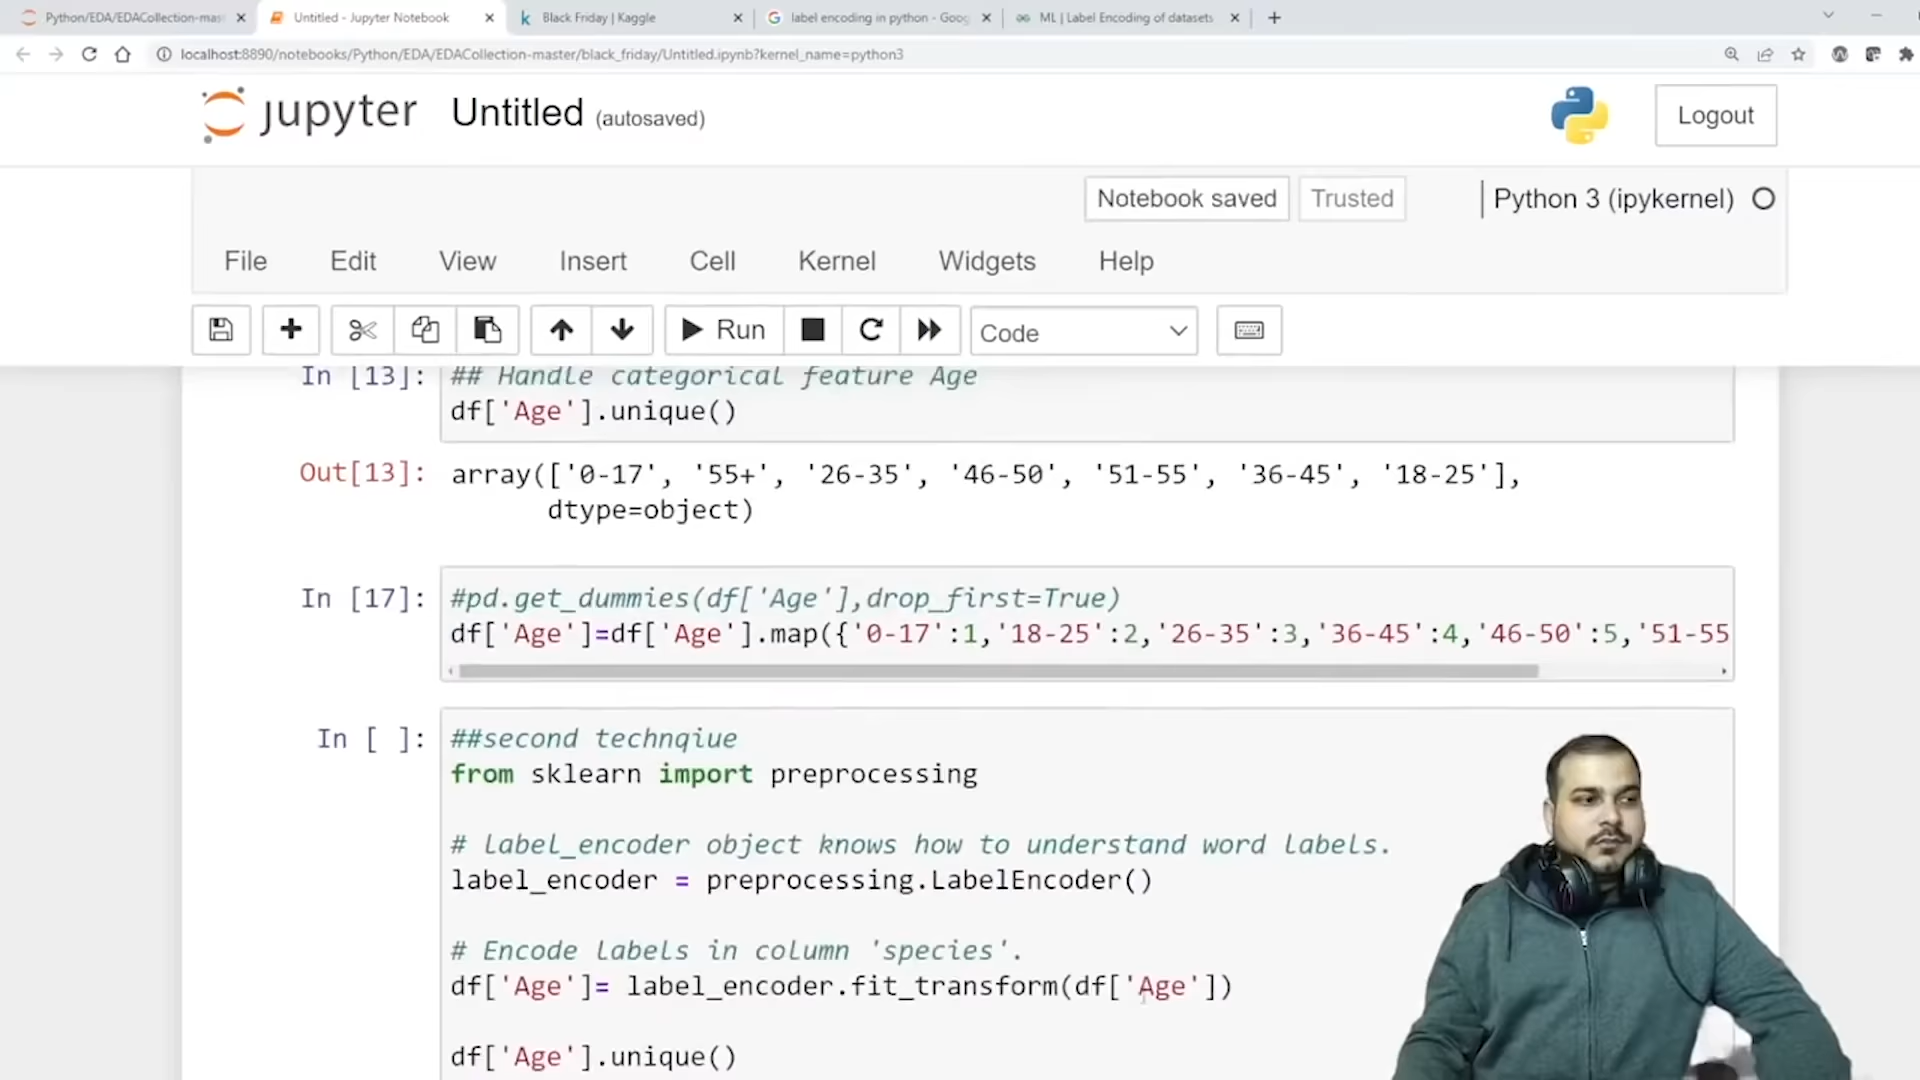 Python/EDA/EDACollection-mas
Untitled - Jupyter Notebook
Black Friday | Kaggle
label encoding in python - Goog
ML | Label Encoding of datasets
localhost:8890/notebooks/Python/EDA/EDACollection-master/black_friday/Untitled.ipynb?kernel_name=python3
jupyter Untitled (autosaved)
Logout
Notebook saved Trusted Python 3 (ipykernel)
File Edit View Insert Cell Kernel Widgets Help
Run Code
In [13]: ## Handle categorical feature Age
df['Age'].unique()
Out[13]: array(['0-17', '55+', '26-35', '46-50', '51-55', '36-45', '18-25'],
dtype=object)
In [17]: #pd.get_dummies(df['Age'],drop_first=True)
df['Age']=df['Age'].map({'0-17':1,'18-25':2,'26-35':3,'36-45':4,'46-50':5,'51-55
In [ ]: ##second technqiue
from sklearn import preprocessing
# label_encoder object knows how to understand word labels.
label_encoder = preprocessing.LabelEncoder()
# Encode labels in column 'species'.
df['Age']= label_encoder.fit_transform(df['Age'])
df['Age'].unique()